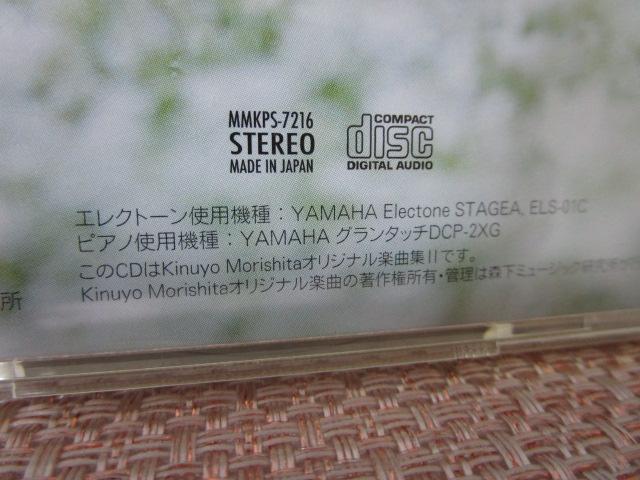 MMKPS-7216
STEREO
MADE IN JAPAN
COMPACT
disc
DIGITAL AUDIO
エレクトーン使用機種：YAMAHA Electone STAGEA, ELS-01C
ピアノ使用機種：YAMAHA グランタッチDCP-2XG
このCDはKinuyo Morishitaオリジナル楽曲集Ⅱです。
Kinuyo Morishitaオリジナル楽曲の著作権所有・管理は森下ミュージック研究所
所